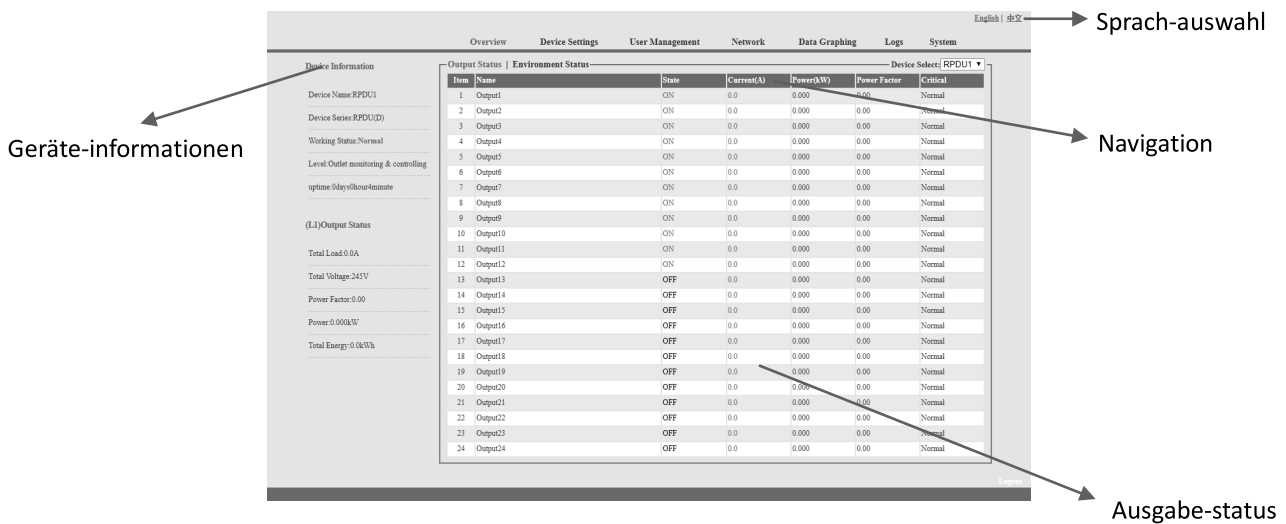 English | 中文
Sprach-auswahl
Overview Device Settings User Management Network Data Graphing Logs System
Device Information
Device Name:RPDU1
Device Series:RPDU(D)
Working Status:Normal
Level:Outlet monitoring & controlling
uptime:0days0hour4minute
(L1)Output Status
Total Load:0.0A
Total Voltage:245V
Power Factor:0.00
Power:0.000kW
Total Energy:0.0kWh
Geräte-informationen
Output Status | Environment Status
Device Select: RPDU1
Item Name State Current(A) Power(kW) Power Factor Critical
1 Output1 ON 0.0 0.000 0.00 Normal
2 Output2 ON 0.0 0.000 0.00 Normal
3 Output3 ON 0.0 0.000 0.00 Normal
4 Output4 ON 0.0 0.000 0.00 Normal
5 Output5 ON 0.0 0.000 0.00 Normal
6 Output6 ON 0.0 0.000 0.00 Normal
7 Output7 ON 0.0 0.000 0.00 Normal
8 Output8 ON 0.0 0.000 0.00 Normal
9 Output9 ON 0.0 0.000 0.00 Normal
10 Output10 ON 0.0 0.000 0.00 Normal
11 Output11 ON 0.0 0.000 0.00 Normal
12 Output12 ON 0.0 0.000 0.00 Normal
13 Output13 OFF 0.0 0.000 0.00 Normal
14 Output14 OFF 0.0 0.000 0.00 Normal
15 Output15 OFF 0.0 0.000 0.00 Normal
16 Output16 OFF 0.0 0.000 0.00 Normal
17 Output17 OFF 0.0 0.000 0.00 Normal
18 Output18 OFF 0.0 0.000 0.00 Normal
19 Output19 OFF 0.0 0.000 0.00 Normal
20 Output20 OFF 0.0 0.000 0.00 Normal
21 Output21 OFF 0.0 0.000 0.00 Normal
22 Output22 OFF 0.0 0.000 0.00 Normal
23 Output23 OFF 0.0 0.000 0.00 Normal
24 Output24 OFF 0.0 0.000 0.00 Normal
Navigation
Logout
Ausgabe-status